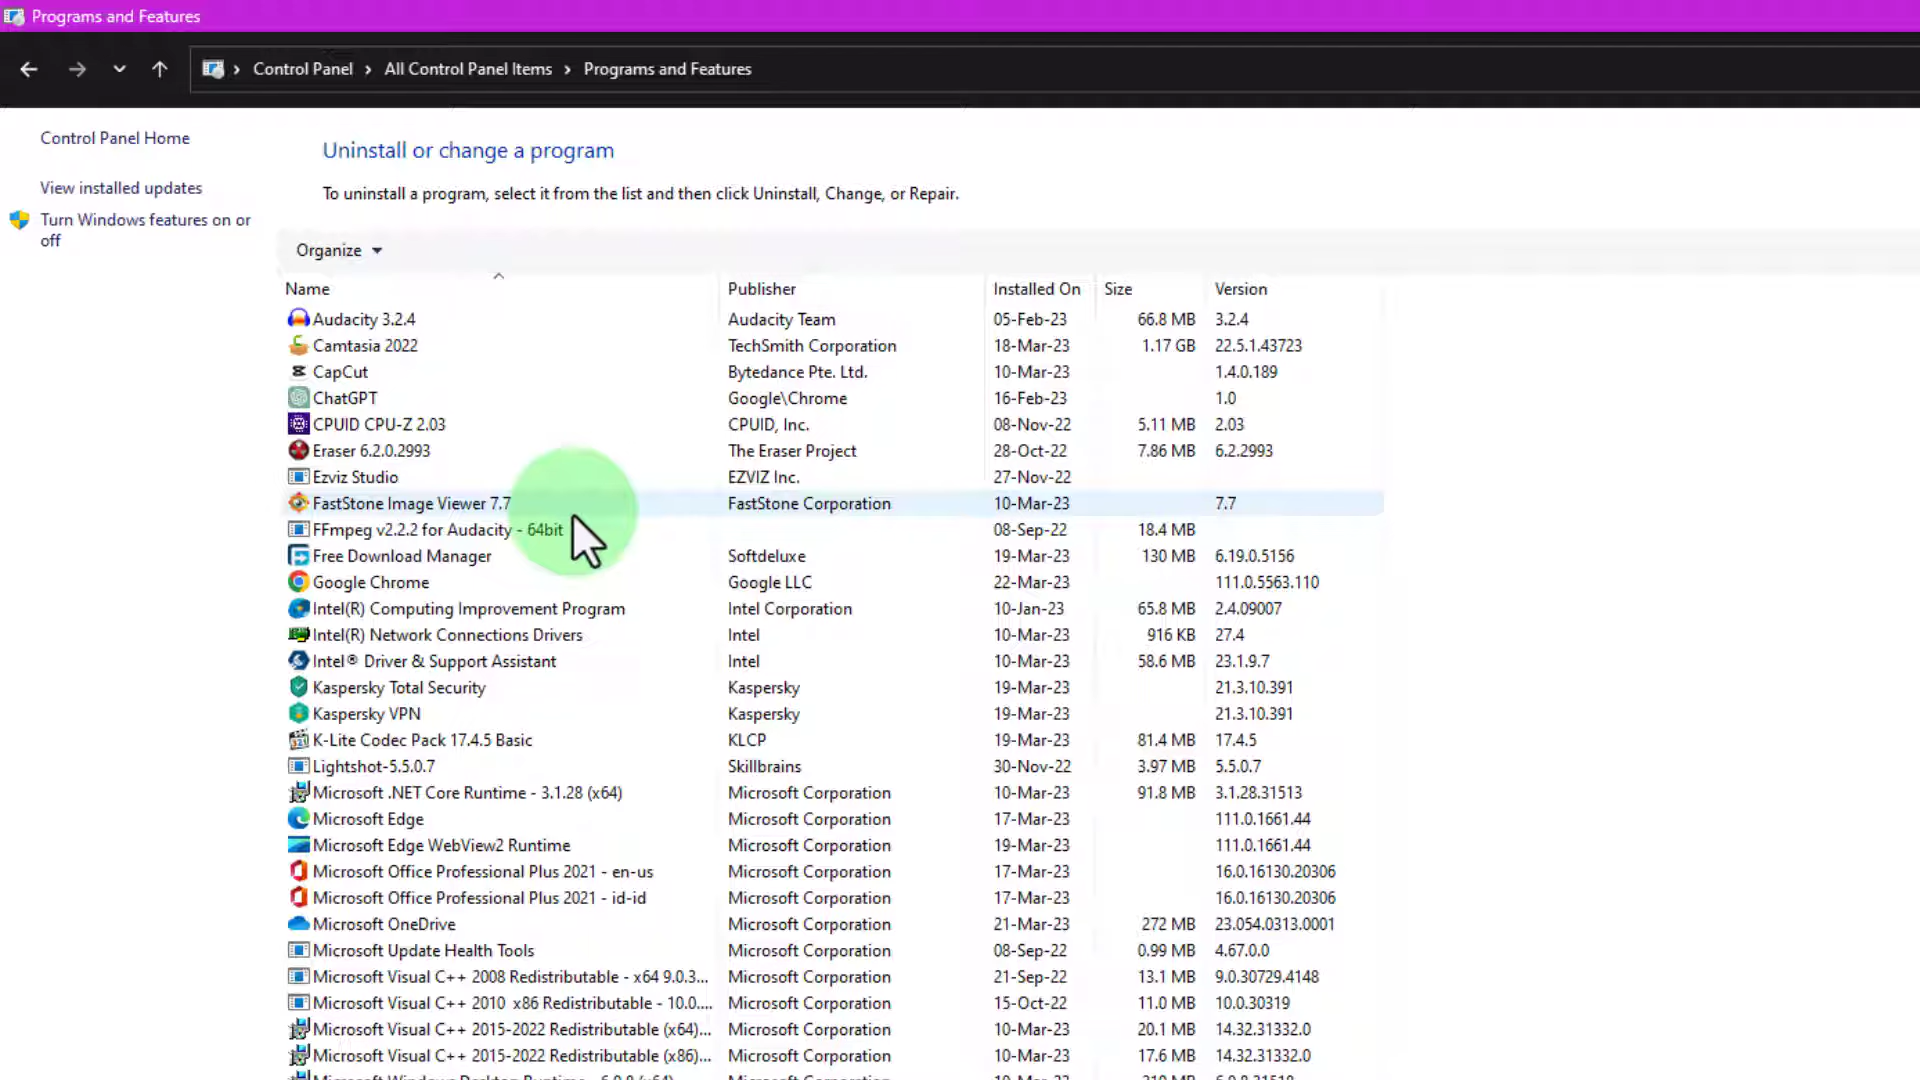 Programs and Features
Control Panel › All Control Panel Items › Programs and Features
Control Panel Home
View installed updates
Turn Windows features on or
off
Uninstall or change a program
To uninstall a program, select it from the list and then click Uninstall, Change, or Repair.
Organize
Name Publisher Installed On Size Version
Audacity 3.2.4 Audacity Team 05-Feb-23 66.8 MB 3.2.4
Camtasia 2022 TechSmith Corporation 18-Mar-23 1.17 GB 22.5.1.43723
CapCut Bytedance Pte. Ltd. 10-Mar-23 1.4.0.189
ChatGPT Google\Chrome 16-Feb-23 1.0
CPUID CPU-Z 2.03 CPUID, Inc. 08-Nov-22 5.11 MB 2.03
Eraser 6.2.0.2993 The Eraser Project 28-Oct-22 7.86 MB 6.2.2993
Ezviz Studio EZVIZ Inc. 27-Nov-22
FastStone Image Viewer 7.7 FastStone Corporation 10-Mar-23 7.7
FFmpeg v2.2.2 for Audacity - 64bit 08-Sep-22 18.4 MB
Free Download Manager Softdeluxe 19-Mar-23 130 MB 6.19.0.5156
Google Chrome Google LLC 22-Mar-23 111.0.5563.110
Intel(R) Computing Improvement Program Intel Corporation 10-Jan-23 65.8 MB 2.4.09007
Intel(R) Network Connections Drivers Intel 10-Mar-23 916 KB 27.4
Intel® Driver & Support Assistant Intel 10-Mar-23 58.6 MB 23.1.9.7
Kaspersky Total Security Kaspersky 19-Mar-23 21.3.10.391
Kaspersky VPN Kaspersky 19-Mar-23 21.3.10.391
K-Lite Codec Pack 17.4.5 Basic KLCP 19-Mar-23 81.4 MB 17.4.5
Lightshot-5.5.0.7 Skillbrains 30-Nov-22 3.97 MB 5.5.0.7
Microsoft .NET Core Runtime - 3.1.28 (x64) Microsoft Corporation 10-Mar-23 91.8 MB 3.1.28.31513
Microsoft Edge Microsoft Corporation 17-Mar-23 111.0.1661.44
Microsoft Edge WebView2 Runtime Microsoft Corporation 19-Mar-23 111.0.1661.44
Microsoft Office Professional Plus 2021 - en-us Microsoft Corporation 17-Mar-23 16.0.16130.20306
Microsoft Office Professional Plus 2021 - id-id Microsoft Corporation 17-Mar-23 16.0.16130.20306
Microsoft OneDrive Microsoft Corporation 21-Mar-23 272 MB 23.054.0313.0001
Microsoft Update Health Tools Microsoft Corporation 08-Sep-22 0.99 MB 4.67.0.0
Microsoft Visual C++ 2008 Redistributable - x64 9.0.3... Microsoft Corporation 21-Sep-22 13.1 MB 9.0.30729.4148
Microsoft Visual C++ 2010 x86 Redistributable - 10.0.... Microsoft Corporation 15-Oct-22 11.0 MB 10.0.30319
Microsoft Visual C++ 2015-2022 Redistributable (x64)... Microsoft Corporation 10-Mar-23 20.1 MB 14.32.31332.0
Microsoft Visual C++ 2015-2022 Redistributable (x86)... Microsoft Corporation 10-Mar-23 17.6 MB 14.32.31332.0